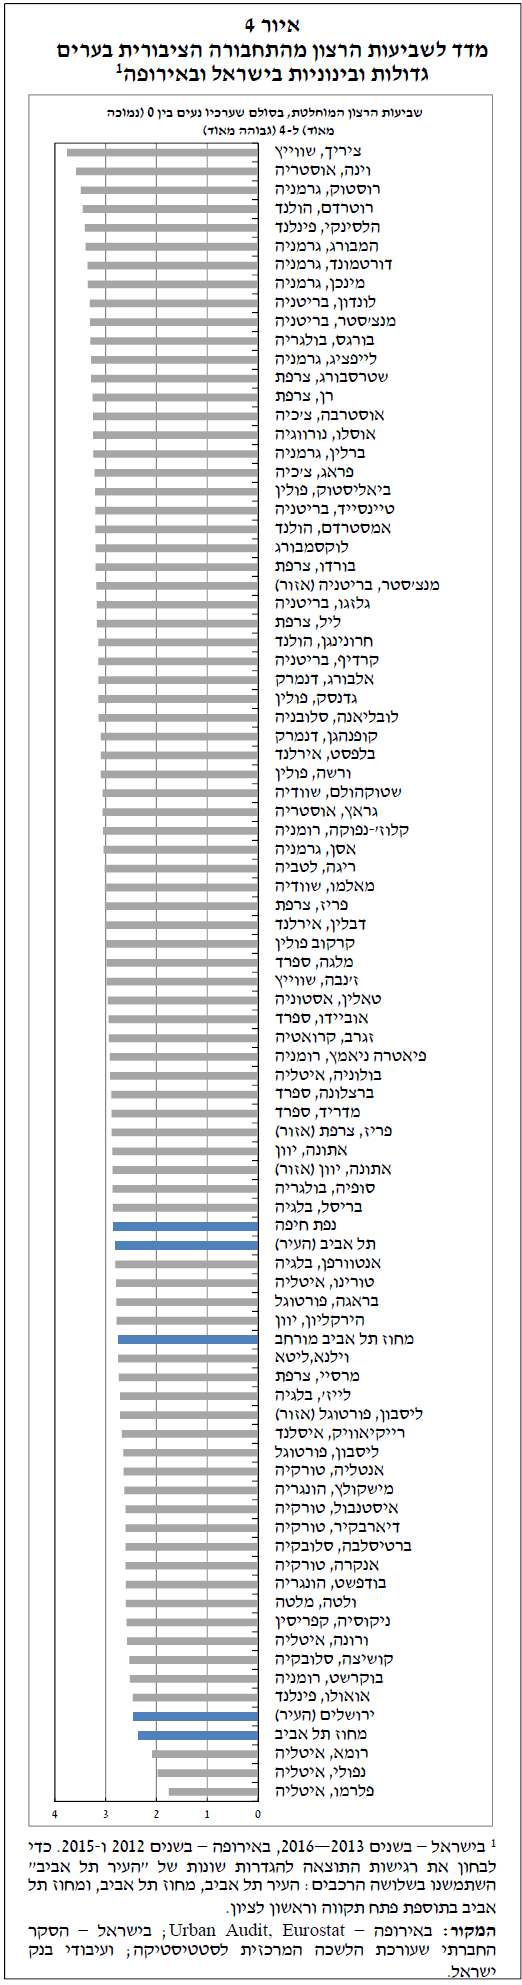 איור 4
מדד לשביעות הרצון מהתחבורה הציבורית בערים
גדולות ובינוניות בישראל ובאירופה¹
שביעות הרצון המוחלטת, בסולם שערכיו נעים בין 0 (נמוכה
מאוד) ל-4 (גבוהה מאוד)
ציריך, שווייץ
וינה, אוסטריה
רוסטוק, גרמניה
רוטרדם, הולנד
הלסינקי, פינלנד
המבורג, גרמניה
דורטמונד, גרמניה
מינכן, גרמניה
לונדון, בריטניה
מנצ'סטר, בריטניה
בורגס, בולגריה
לייפציג, גרמניה
שטרסבורג, צרפת
רן, צרפת
אוסטרבה, צ'כיה
אוסלו, נורווגיה
ברלין, גרמניה
פראג, צ'כיה
ביאליסטוק, פולין
טיינסייד, בריטניה
אמסטרדם, הולנד
לוקסמבורג
בורדו, צרפת
מנצ'סטר, בריטניה (אזור)
גלזגו, בריטניה
ליל, צרפת
חרונינגן, הולנד
קרדיף, בריטניה
אלבורג, דנמרק
גדנסק, פולין
לובליאנה, סלובניה
קופנהגן, דנמרק
בלפסט, אירלנד
ורשה, פולין
שטוקהולם, שוודיה
גראץ, אוסטריה
קלוז'-נפוקה, רומניה
אסן, גרמניה
ריגה, לטביה
מאלמו, שוודיה
פריז, צרפת
דבלין, אירלנד
קרקוב פולין
מלגה, ספרד
ז'נבה, שווייץ
טאלין, אסטוניה
אוביידו, ספרד
זגרב, קרואטיה
פיאטרה ניאמץ, רומניה
בולוניה, איטליה
ברצלונה, ספרד
מדריד, ספרד
פריז, צרפת (אזור)
אתונה, יוון
אתונה, יוון (אזור)
סופיה, בולגריה
בריסל, בלגיה
נפת חיפה
תל אביב (העיר)
אנטוורפן, בלגיה
טורינו, איטליה
בראגה, פורטוגל
הירקליון, יוון
מחוז תל אביב מורחב
וילנא,ליטא
מרסיי, צרפת
לייז', בלגיה
ליסבון, פורטוגל (אזור)
רייקיאוויק, איסלנד
ליסבון, פורטוגל
אנטליה, טורקיה
מישקולץ, הונגריה
איסטנבול, טורקיה
דיארבקיר, טורקיה
ברטיסלבה, סלובקיה
אנקרה, טורקיה
בודפשט, הונגריה
ולטה, מלטה
ניקוסיה, קפריסין
ורונה, איטליה
קושיצה, סלובקיה
בוקרשט, רומניה
אואולו, פינלנד
ירושלים (העיר)
מחוז תל אביב
רומא, איטליה
נפולי, איטליה
פלרמו, איטליה
4 3 2 1 0
¹ בישראל – בשנים 2013—2016, באירופה – בשנים 2012 ו-2015. כדי
לבחון את רגישות התוצאה להגדרות שונות של "העיר תל אביב"
השתמשנו בשלושה הרכבים: העיר תל אביב, מחוז תל אביב, ומחוז תל
אביב בתוספת פתח תקווה וראשון לציון.
המקור: באירופה – Urban Audit, Eurostat; בישראל – הסקר
החברתי שעורכת הלשכה המרכזית לסטטיסטיקה; ועיבודי בנק
ישראל.